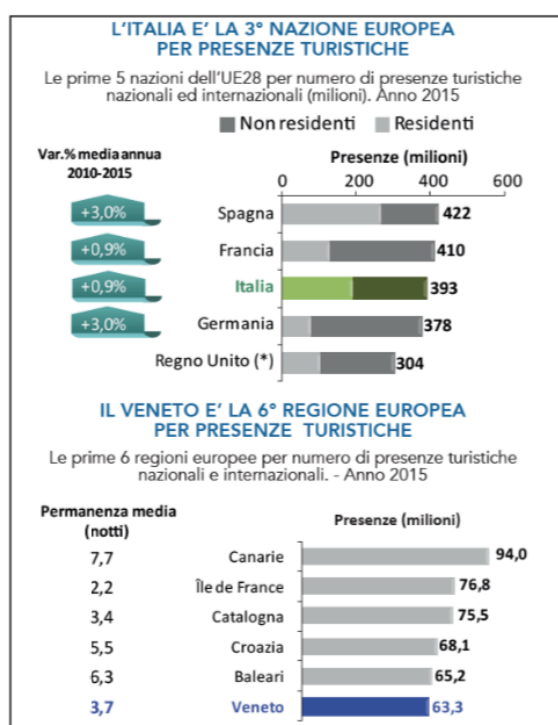 L'ITALIA E' LA 3° NAZIONE EUROPEA
PER PRESENZE TURISTICHE
Le prime 5 nazioni dell'UE28 per numero di presenze turistiche
nazionali ed internazionali (milioni). Anno 2015
Non residenti Residenti
Var.% media annua
2010-2015
Presenze (milioni)
0 200 400 600
+3,0% Spagna 422
+0,9% Francia 410
+0,9% Italia 393
+3,0% Germania 378
Regno Unito (*) 304
IL VENETO E' LA 6° REGIONE EUROPEA
PER PRESENZE TURISTICHE
Le prime 6 regioni europee per numero di presenze turistiche
nazionali e internazionali. - Anno 2015
Permanenza media
(notti)
Presenze (milioni)
7,7 Canarie 94,0
2,2 Île de France 76,8
3,4 Catalogna 75,5
5,5 Croazia 68,1
6,3 Baleari 65,2
3,7 Veneto 63,3